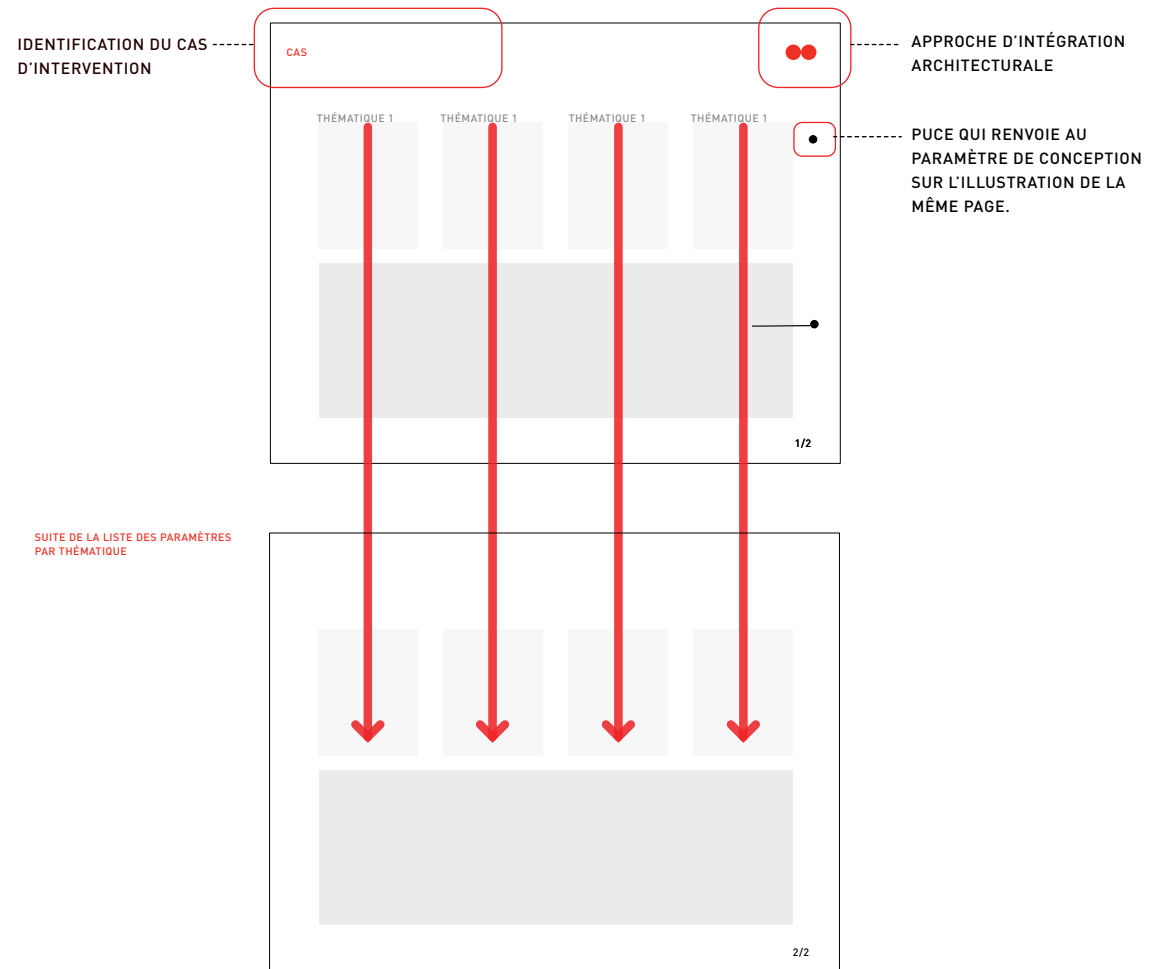 IDENTIFICATION DU CAS
D'INTERVENTION
CAS
APPROCHE D'INTÉGRATION
ARCHITECTURALE
THÉMATIQUE 1
THÉMATIQUE 1
THÉMATIQUE 1
THÉMATIQUE 1
PUCE QUI RENVOIE AU
PARAMÈTRE DE CONCEPTION
SUR L'ILLUSTRATION DE LA
MÊME PAGE.
1/2
SUITE DE LA LISTE DES PARAMÈTRES
PAR THÉMATIQUE
2/2